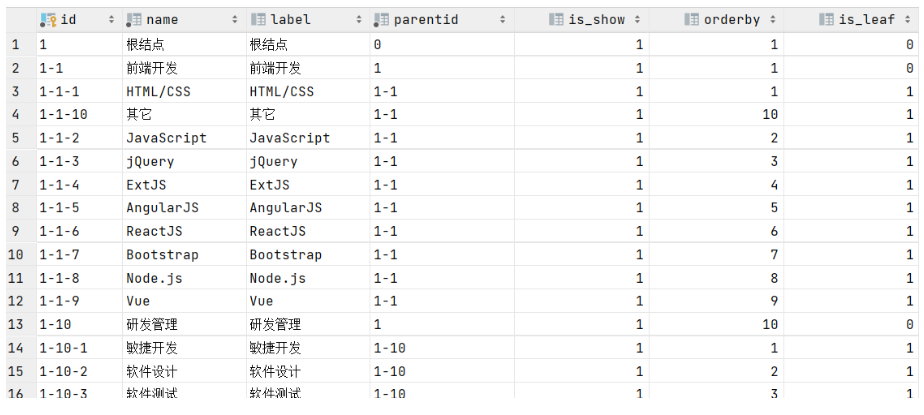 id name label parentid is_show orderby is_leaf
1 1 根结点 根结点 0 1 1 0
2 1-1 前端开发 前端开发 1 1 1 0
3 1-1-1 HTML/CSS HTML/CSS 1-1 1 1 1
4 1-1-10 其它 其它 1-1 1 10 1
5 1-1-2 JavaScript JavaScript 1-1 1 2 1
6 1-1-3 jQuery jQuery 1-1 1 3 1
7 1-1-4 ExtJS ExtJS 1-1 1 4 1
8 1-1-5 AngularJS AngularJS 1-1 1 5 1
9 1-1-6 ReactJS ReactJS 1-1 1 6 1
10 1-1-7 Bootstrap Bootstrap 1-1 1 7 1
11 1-1-8 Node.js Node.js 1-1 1 8 1
12 1-1-9 Vue Vue 1-1 1 9 1
13 1-10 研发管理 研发管理 1 1 10 0
14 1-10-1 敏捷开发 敏捷开发 1-10 1 1 1
15 1-10-2 软件设计 软件设计 1-10 1 2 1
16 1-10-3 软件测试 软件测试 1-10 1 3 1